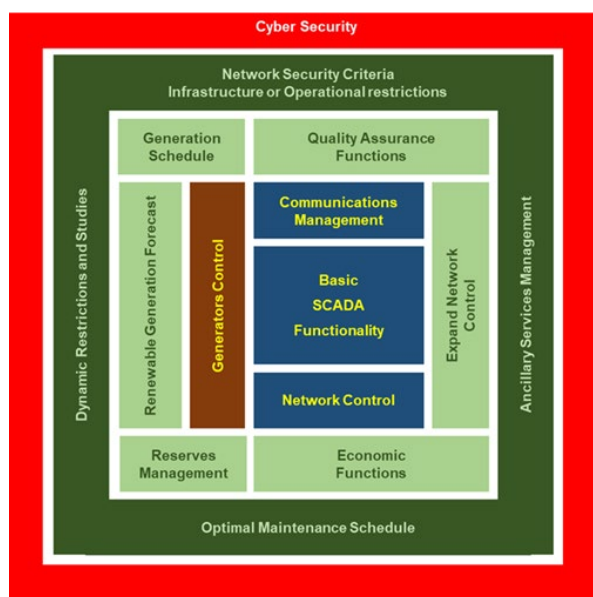 Cyber Security
Network Security Criteria
Infrastructure or Operational restrictions
Dynamic Restrictions and Studies
Generation
Schedule
Quality Assurance
Functions
Renewable Generation Forecast
Generators Control
Communications
Management
Basic
SCADA
Functionality
Network Control
Expand Network
Control
Ancillary Services Management
Reserves
Management
Economic
Functions
Optimal Maintenance Schedule